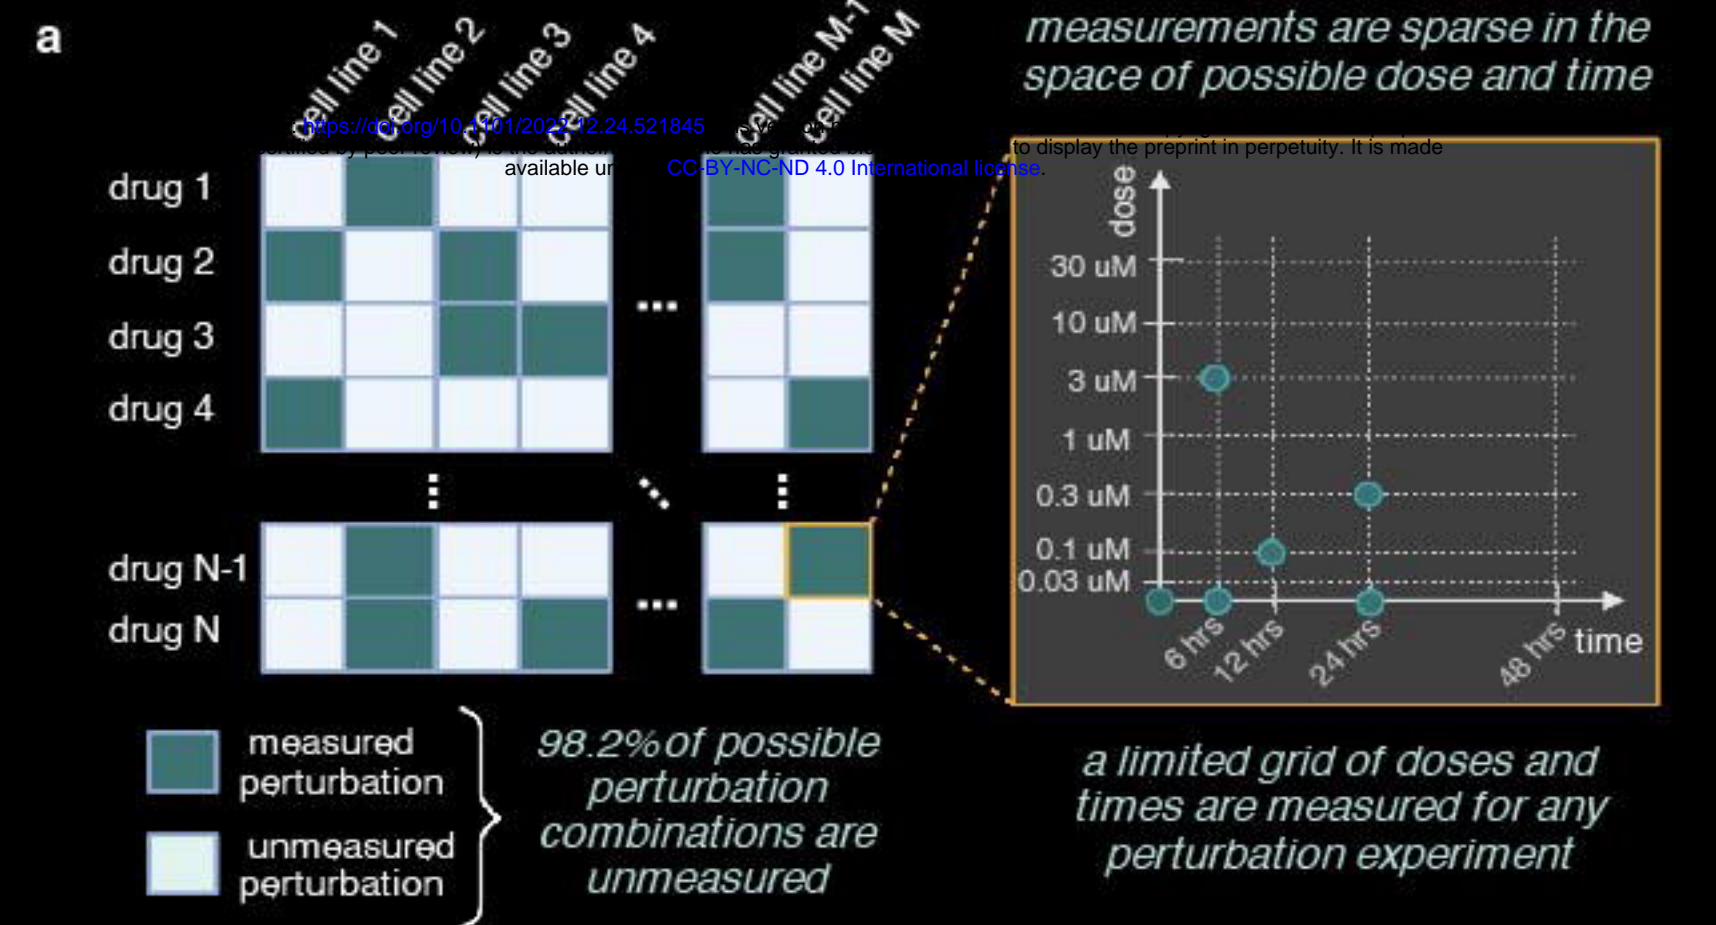 a
cell line 1
cell line 2
cell line 3
cell line 4
cell line M-1
cell line M
measurements are sparse in the
space of possible dose and time
https://doi.org/10.1101/2022.12.24.521845
to display the preprint in perpetuity. It is made
available
CC-BY-NC-ND 4.0 International license.
drug 1
drug 2
drug 3
drug 4
drug N-1
drug N
...
...
dose
30 uM
10 uM
3 uM
1 uM
0.3 uM
0.1 uM
0.03 uM
6 hrs
12 hrs
24 hrs
48 hrs
time
measured
perturbation
unmeasured
perturbation
98.2% of possible
perturbation
combinations are
unmeasured
a limited grid of doses and
times are measured for any
perturbation experiment